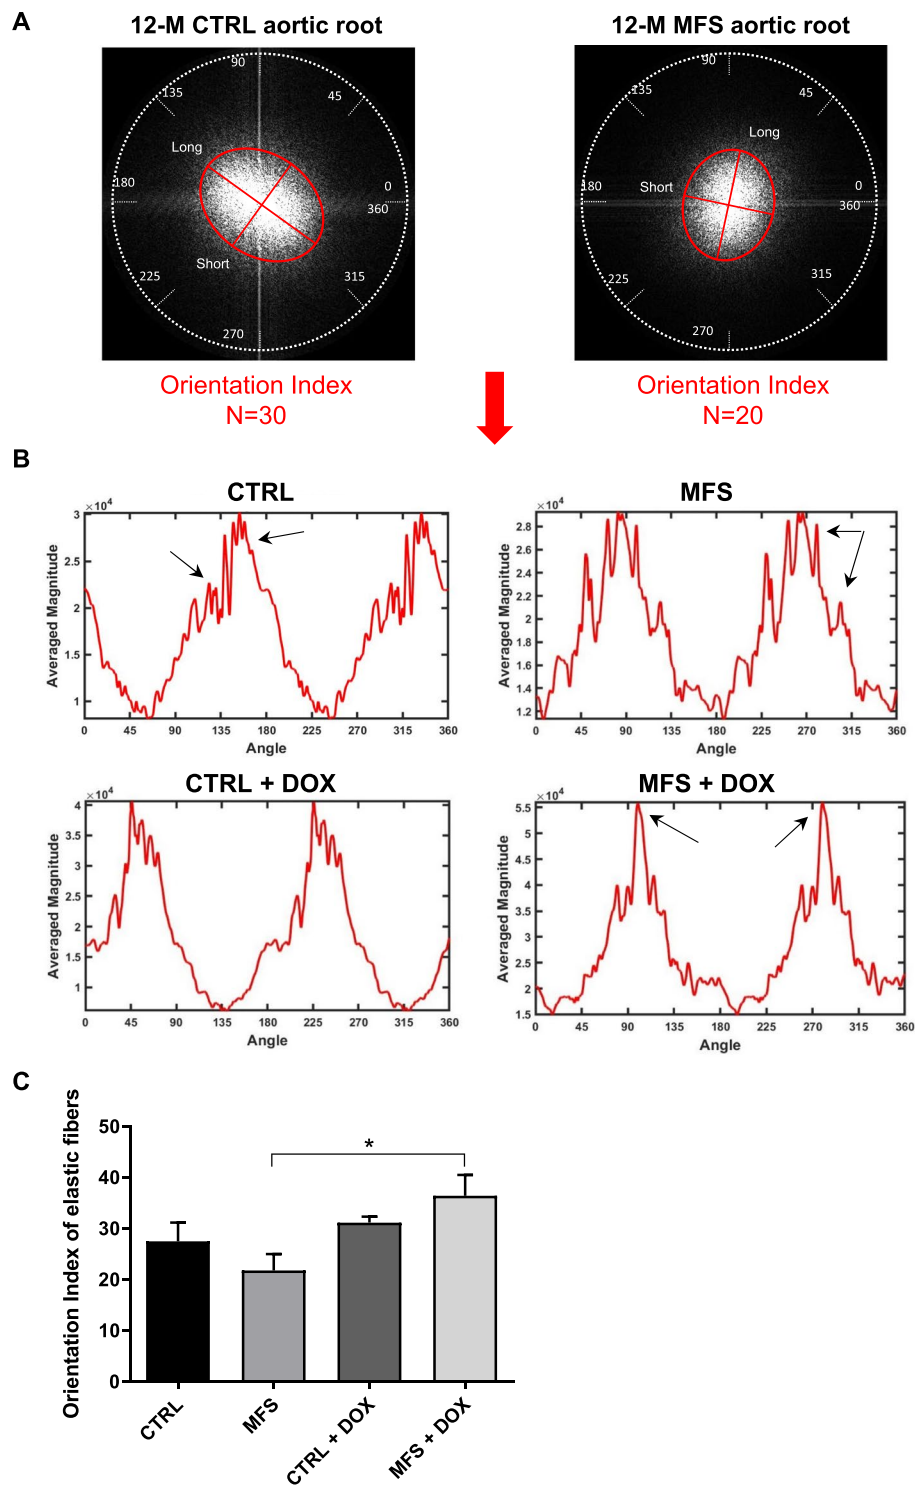 A
12-M CTRL aortic root
12-M MFS aortic root
90
135
45
Long
180
0
360
Short
225
315
270
90
135
45
Long
180
Short
0
360
225
315
270
Orientation Index
N=30
Orientation Index
N=20
B
CTRL
×10⁴
Averaged Magnitude
3
2.5
2
1.5
1
0 45 90 135 180 225 270 315 360
Angle
MFS
×10⁴
Averaged Magnitude
2.8
2.6
2.4
2.2
2
1.8
1.6
1.4
1.2
0 45 90 135 180 225 270 315 360
Angle
CTRL + DOX
×10⁴
Averaged Magnitude
4
3.5
3
2.5
2
1.5
1
0 45 90 135 180 225 270 315 360
Angle
MFS + DOX
×10⁴
Averaged Magnitude
5.5
5
4.5
4
3.5
3
2.5
2
1.5
0 45 90 135 180 225 270 315 360
Angle
C
Orientation Index of elastic fibers
50
40
30
20
10
0
*
CTRL
MFS
CTRL + DOX
MFS + DOX